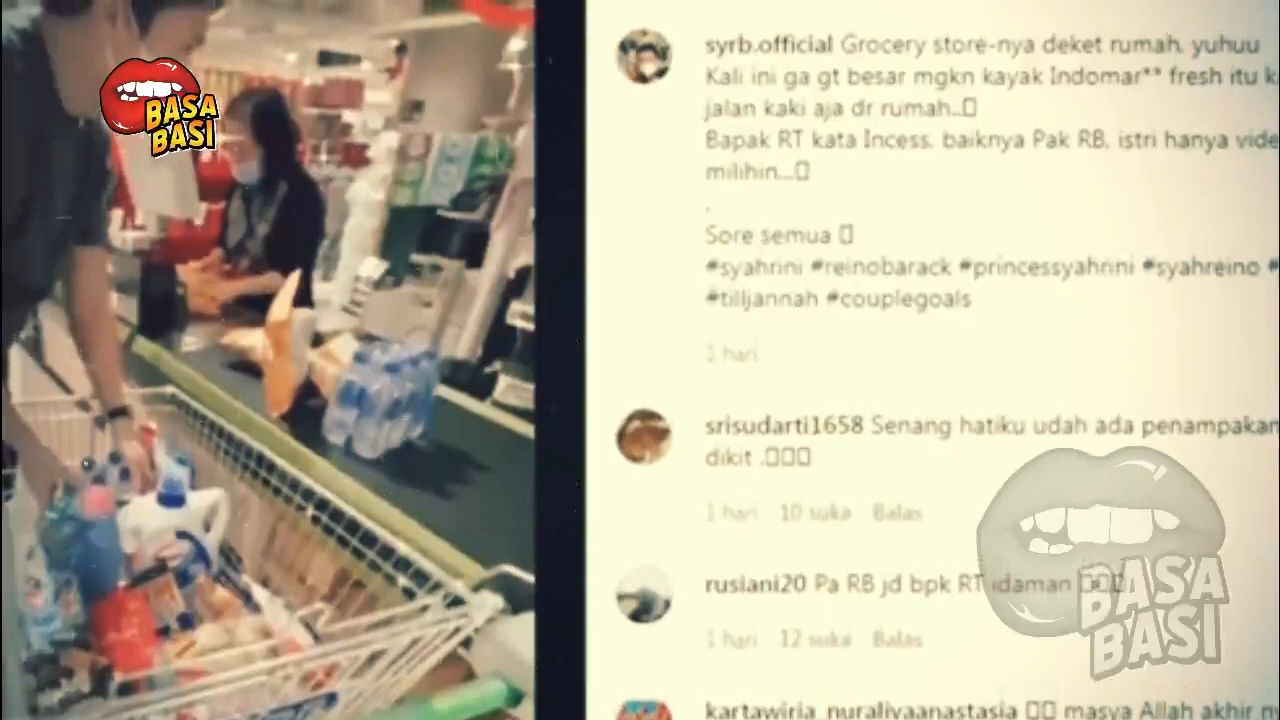 BASA
BASI
syrb.official Grocery store-nya deket rumah. yuhuu
Kali ini ga gt besar mgkn kayak Indomar** fresh itu k
jalan kaki aja dr rumah..
Bapak RT kata Incess. baiknya Pak RB, istri hanya vide
milihin...
.
Sore semua
#syahrini #reinobarack #princessyahrini #syahreino #
#tilljannah #couplegoals
1 hari
srisudarti1658 Senang hatiku udah ada penampakan
dikit .
1 hari 10 suka Balas
ruslani20 Pa RB jd bpk RT idaman
1 hari 12 suka Balas
BASA
BASI
kartawiria_nuraliyaanastasia masya Allah akhir